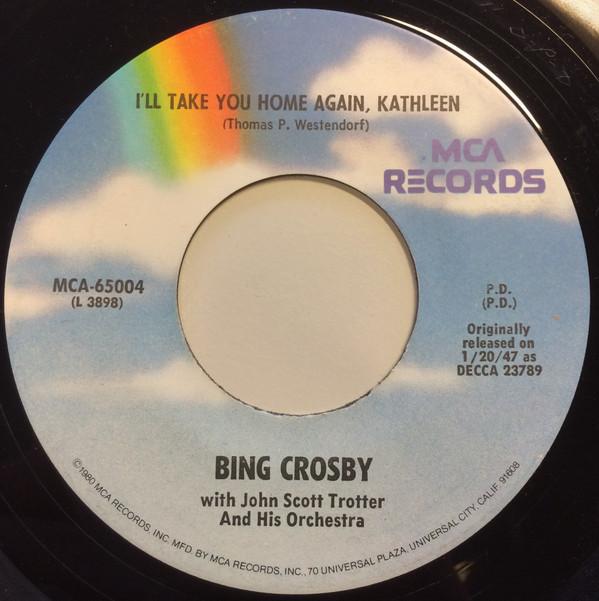 I'LL TAKE YOU HOME AGAIN, KATHLEEN
(Thomas P. Westendorf)
MCA
RECORDS
MCA-65004
(L 3898)
P.D.
(P.D.)
Originally
released on
1/20/47 as
DECCA 23789
BING CROSBY
with John Scott Trotter
And His Orchestra
©1980 MCA RECORDS, INC. MFD. BY MCA RECORDS, INC., 70 UNIVERSAL PLAZA, UNIVERSAL CITY, CALIF. 91608